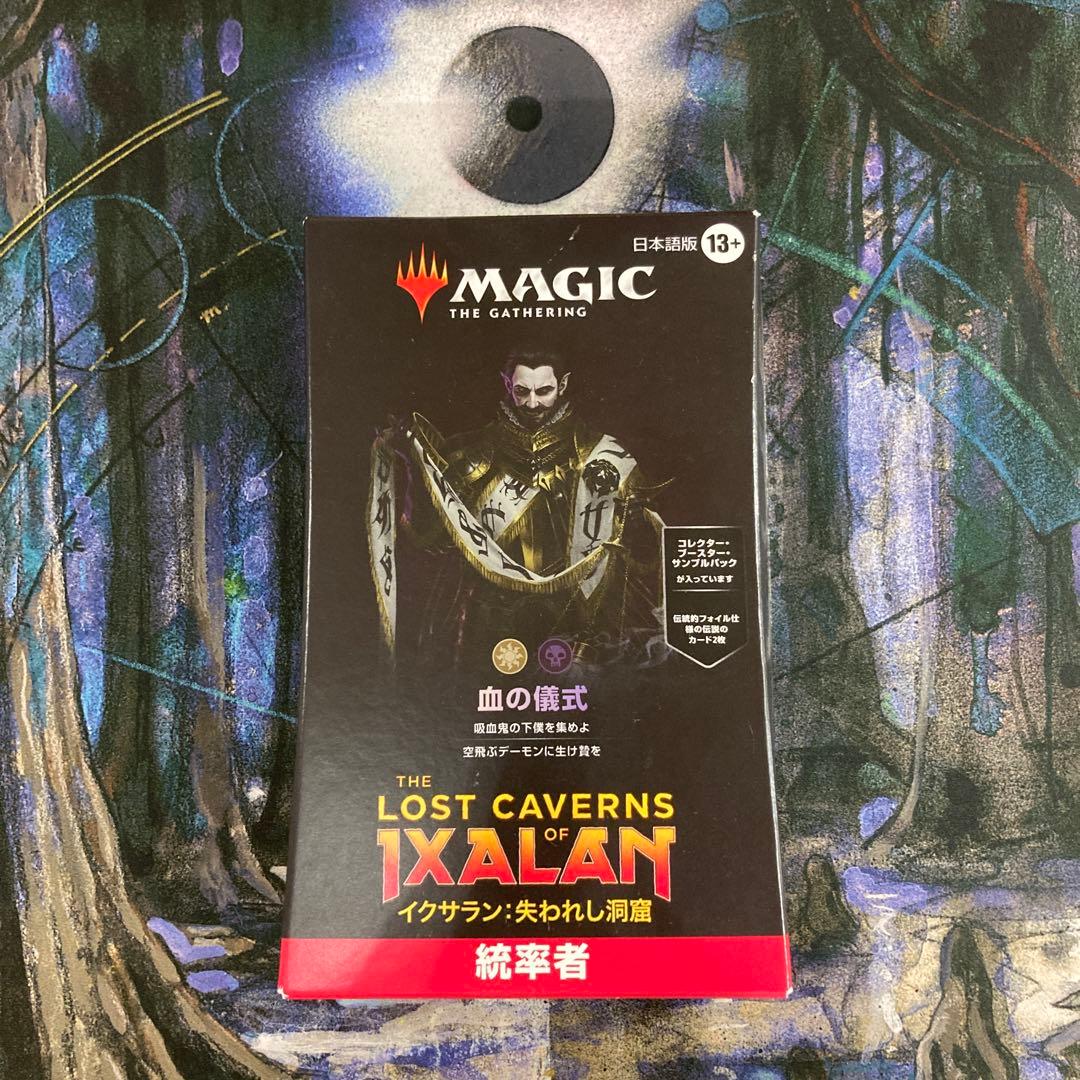 日本語版 13+
MAGIC
THE GATHERING
コレクター・
ブースター・
サンプルパック
が入っています
伝統的フォイル仕
様の伝説の
カード2枚
血の儀式
吸血鬼の下僕を集めよ
空飛ぶデーモンに生け贄を
THE
LOST CAVERNS
OF
IXALAN
イクサラン:失われし洞窟
統率者